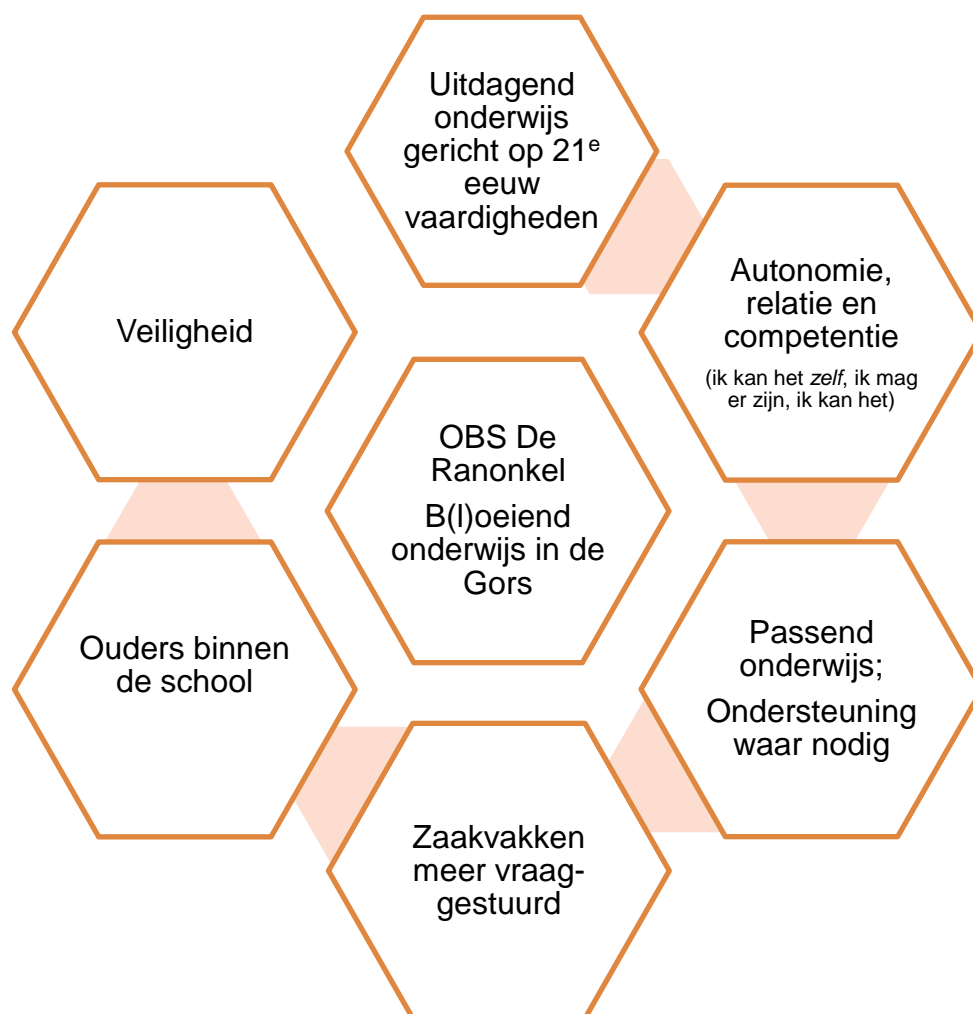 Uitdagend
onderwijs
gericht op 21e
eeuw
vaardigheden
Autonomie,
relatie en
competentie
(ik kan het zelf, ik mag
er zijn, ik kan het)
Passend
onderwijs;
Ondersteuning
waar nodig
Zaakvakken
meer vraag-
gestuurd
Ouders binnen
de school
Veiligheid
OBS De
Ranonkel
B(l)oeiend
onderwijs in de
Gors